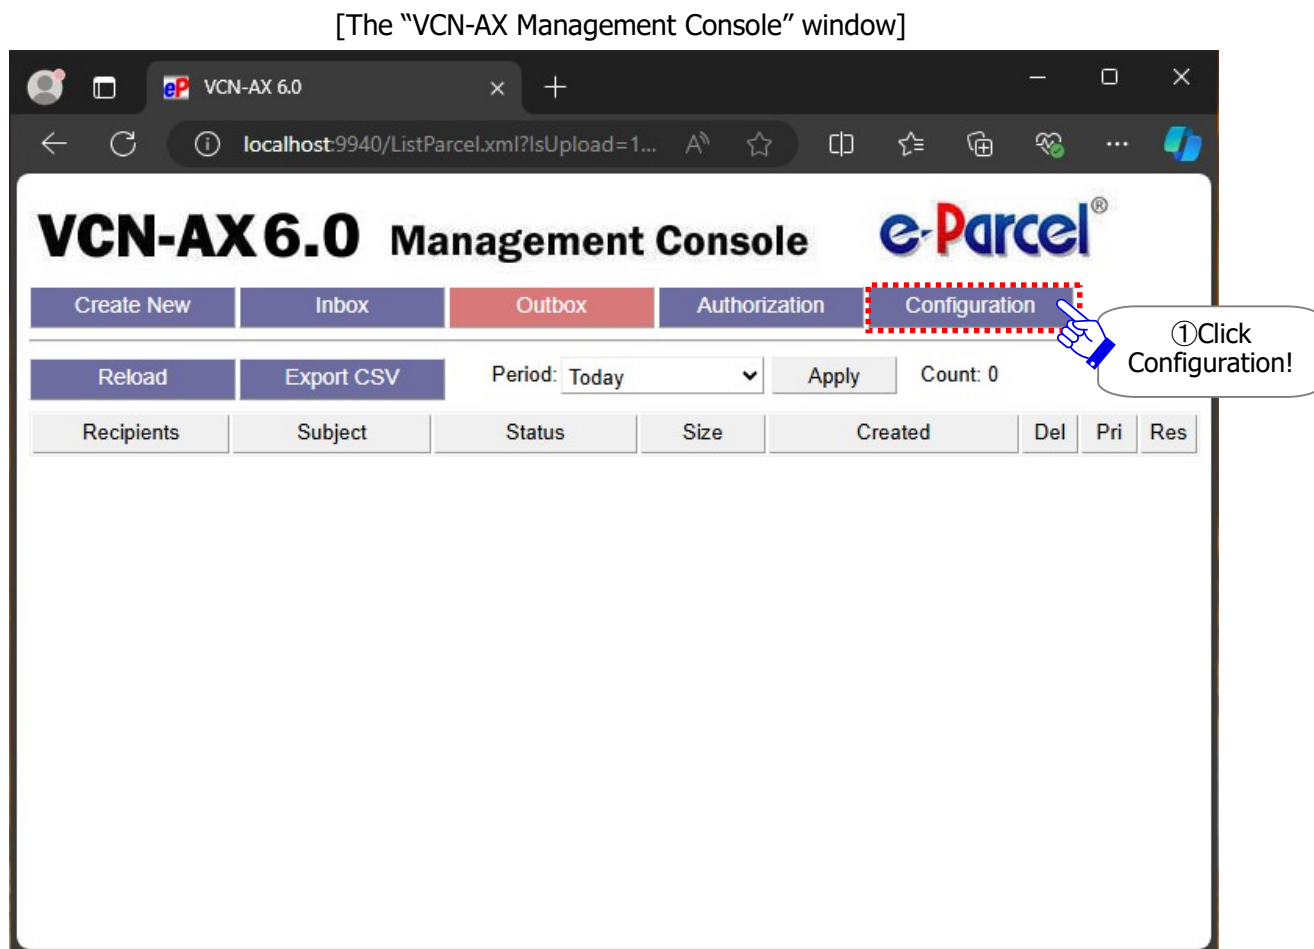 [The “VCN-AX Management Console” window]
eP VCN-AX 6.0
localhost:9940/ListParcel.xml?IsUpload=1...
VCN-AX 6.0 Management Console e-Parcel®
Create New Inbox Outbox Authorization Configuration
①Click
Configuration!
Reload Export CSV Period: Today Apply Count: 0
Recipients Subject Status Size Created Del Pri Res